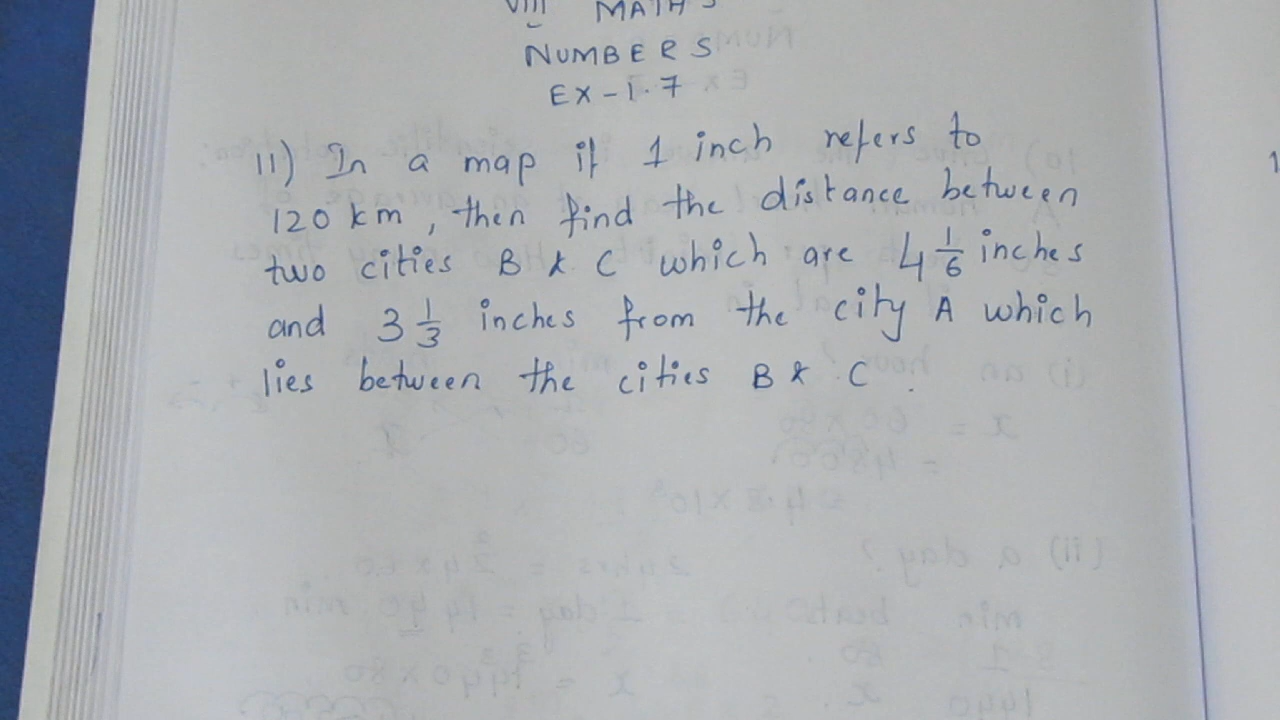 VIII MATHS
NUMBERS
EX-1.7
11) In a map if 1 inch refers to
120 km, then find the distance between
two cities B & C which are 4 1/6 inches
and 3 1/3 inches from the city A which
lies between the cities B & C.